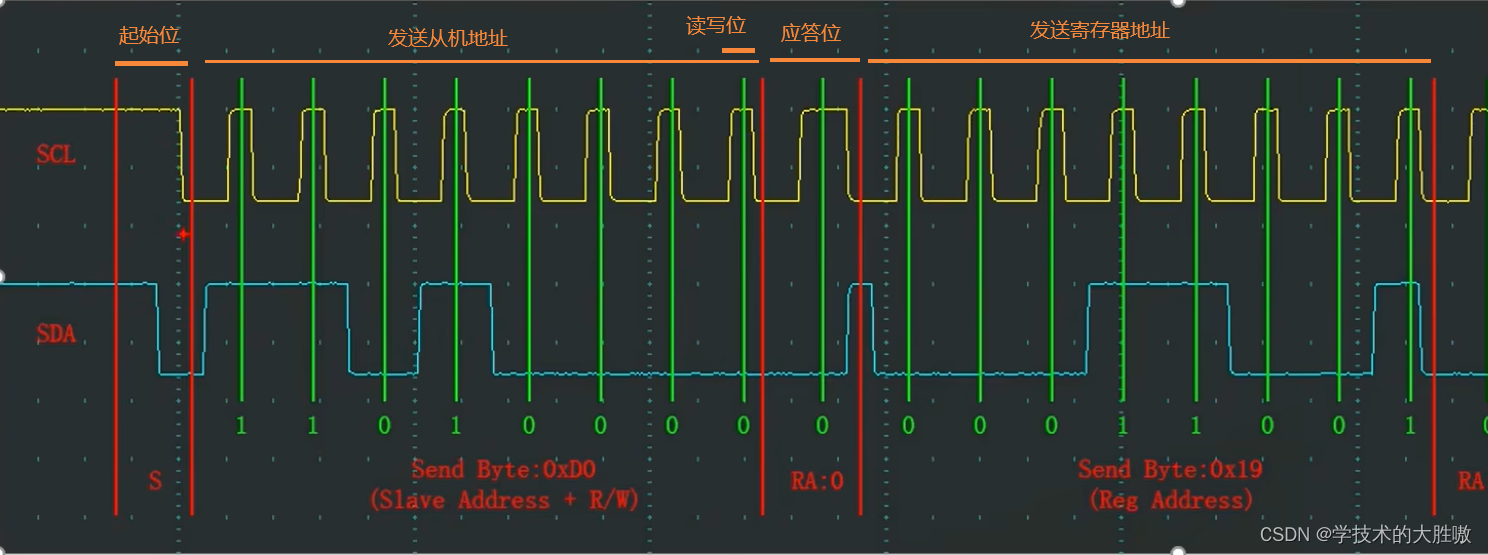 起始位
发送从机地址
读写位
应答位
发送寄存器地址
SCL
SDA
1 1 0 1 0 0 0 0 0 0 0 0 1 1 0 0 1
S
Send Byte:0xD0
(Slave Address + R/W)
RA:0
Send Byte:0x19
(Reg Address)
RA
CSDN @学技术的大胜嗷